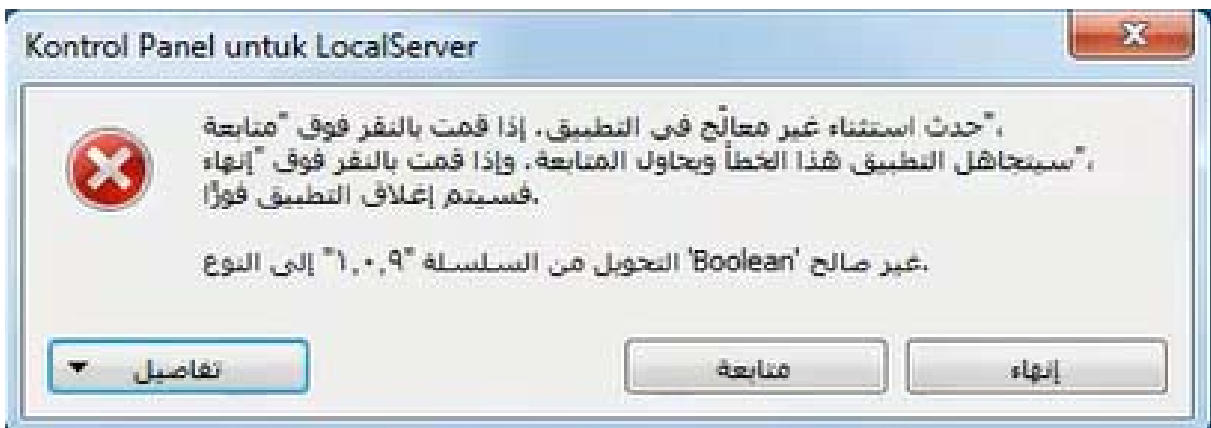 Kontrol Panel untuk LocalServer
حدث استثناء غير معالَج في التطبيق. إذا قمت بالنقر فوق "متابعة"،
سيتجاهل التطبيق هذا الخطأ ويحاول المتابعة. وإذا قمت بالنقر فوق "إنهاء"،
فسيتم إغلاق التطبيق فورًا.
التحويل من السلسلة "١,٠,٩" إلى النوع 'Boolean' غير صالح.
تفاصيل
متابعة
إنهاء